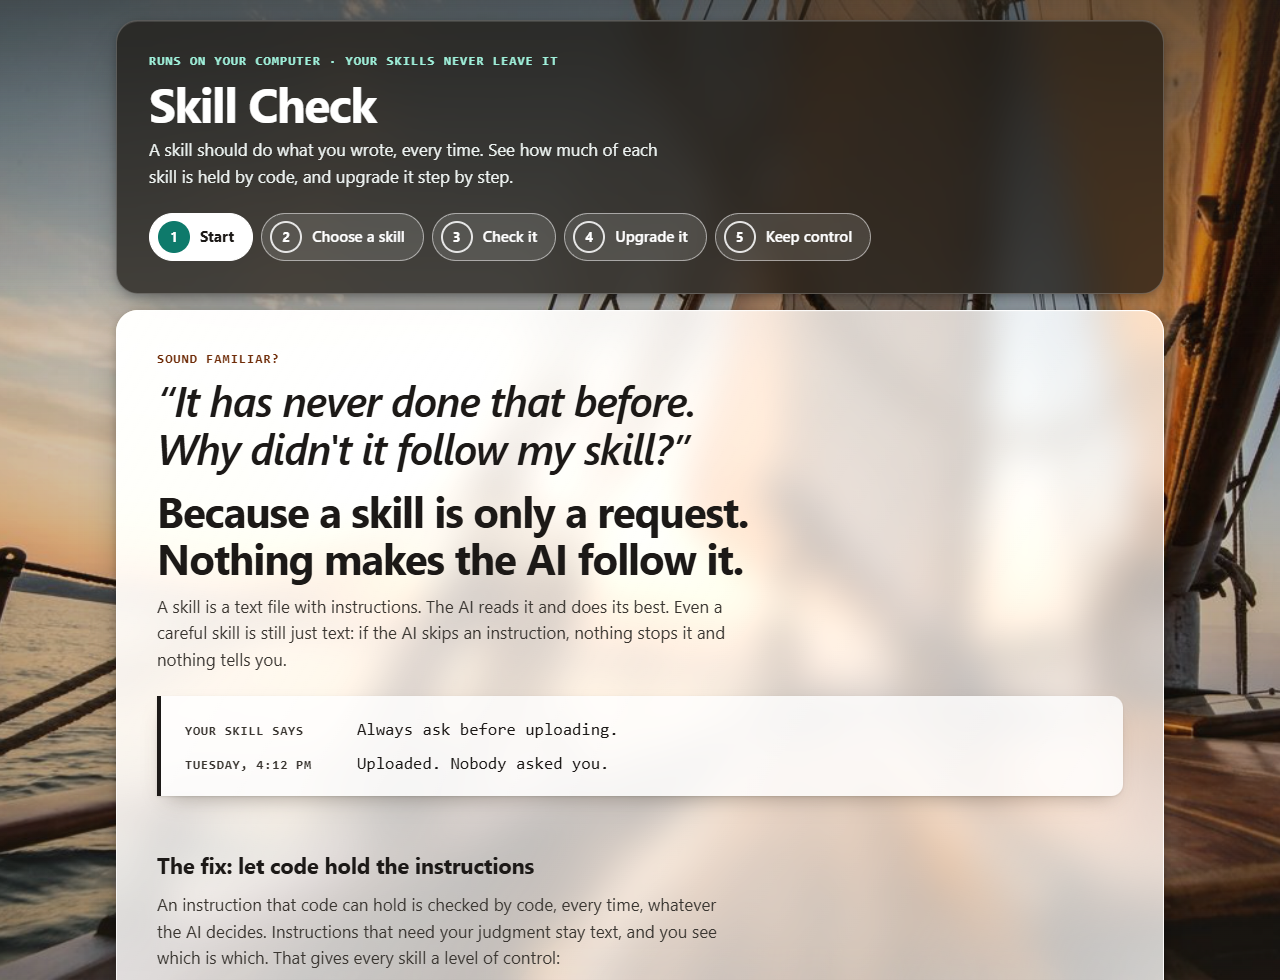 RUNS ON YOUR COMPUTER · YOUR SKILLS NEVER LEAVE IT
Skill Check
A skill should do what you wrote, every time. See how much of each
skill is held by code, and upgrade it step by step.
1 Start 2 Choose a skill 3 Check it 4 Upgrade it 5 Keep control
SOUND FAMILIAR?
“It has never done that before.
Why didn't it follow my skill?”
Because a skill is only a request.
Nothing makes the AI follow it.
A skill is a text file with instructions. The AI reads it and does its best. Even a
careful skill is still just text: if the AI skips an instruction, nothing stops it and
nothing tells you.
YOUR SKILL SAYS Always ask before uploading.
TUESDAY, 4:12 PM Uploaded. Nobody asked you.
The fix: let code hold the instructions
An instruction that code can hold is checked by code, every time, whatever
the AI decides. Instructions that need your judgment stay text, and you see
which is which. That gives every skill a level of control: